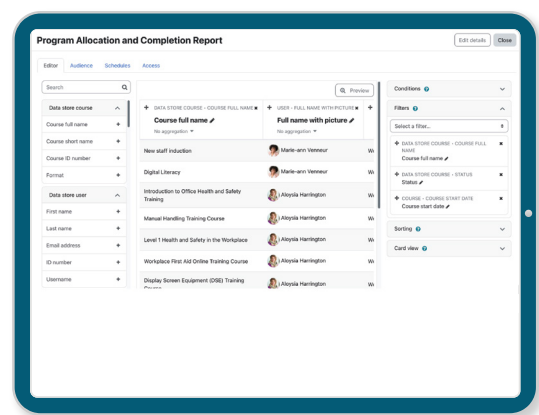 Program Allocation and Completion Report
Edit details
Close
Editor
Audience
Schedules
Access
Search
Data store course
Course full name
Course short name
Course ID number
Format
Data store user
First name
Last name
Email address
ID number
Username
Preview
DATA STORE COURSE - COURSE FULL NAME
Course full name
No aggregation
USER - FULL NAME WITH PICTURE
Full name with picture
No aggregation
New staff induction
Marie-ann Venneur
Digital Literacy
Marie-ann Venneur
Introduction to Office Health and Safety
Training
Aloysia Harrington
Manual Handling Training Course
Aloysia Harrington
Level 1 Health and Safety in the Workplace
Aloysia Harrington
Workplace First Aid Online Training Course
Aloysia Harrington
Display Screen Equipment (DSE) Training
Aloysia Harrington
Conditions
Filters
Select a filter...
DATA STORE COURSE - COURSE FULL
NAME
Course full name
DATA STORE COURSE - STATUS
Status
COURSE - COURSE START DATE
Course start date
Sorting
Card view